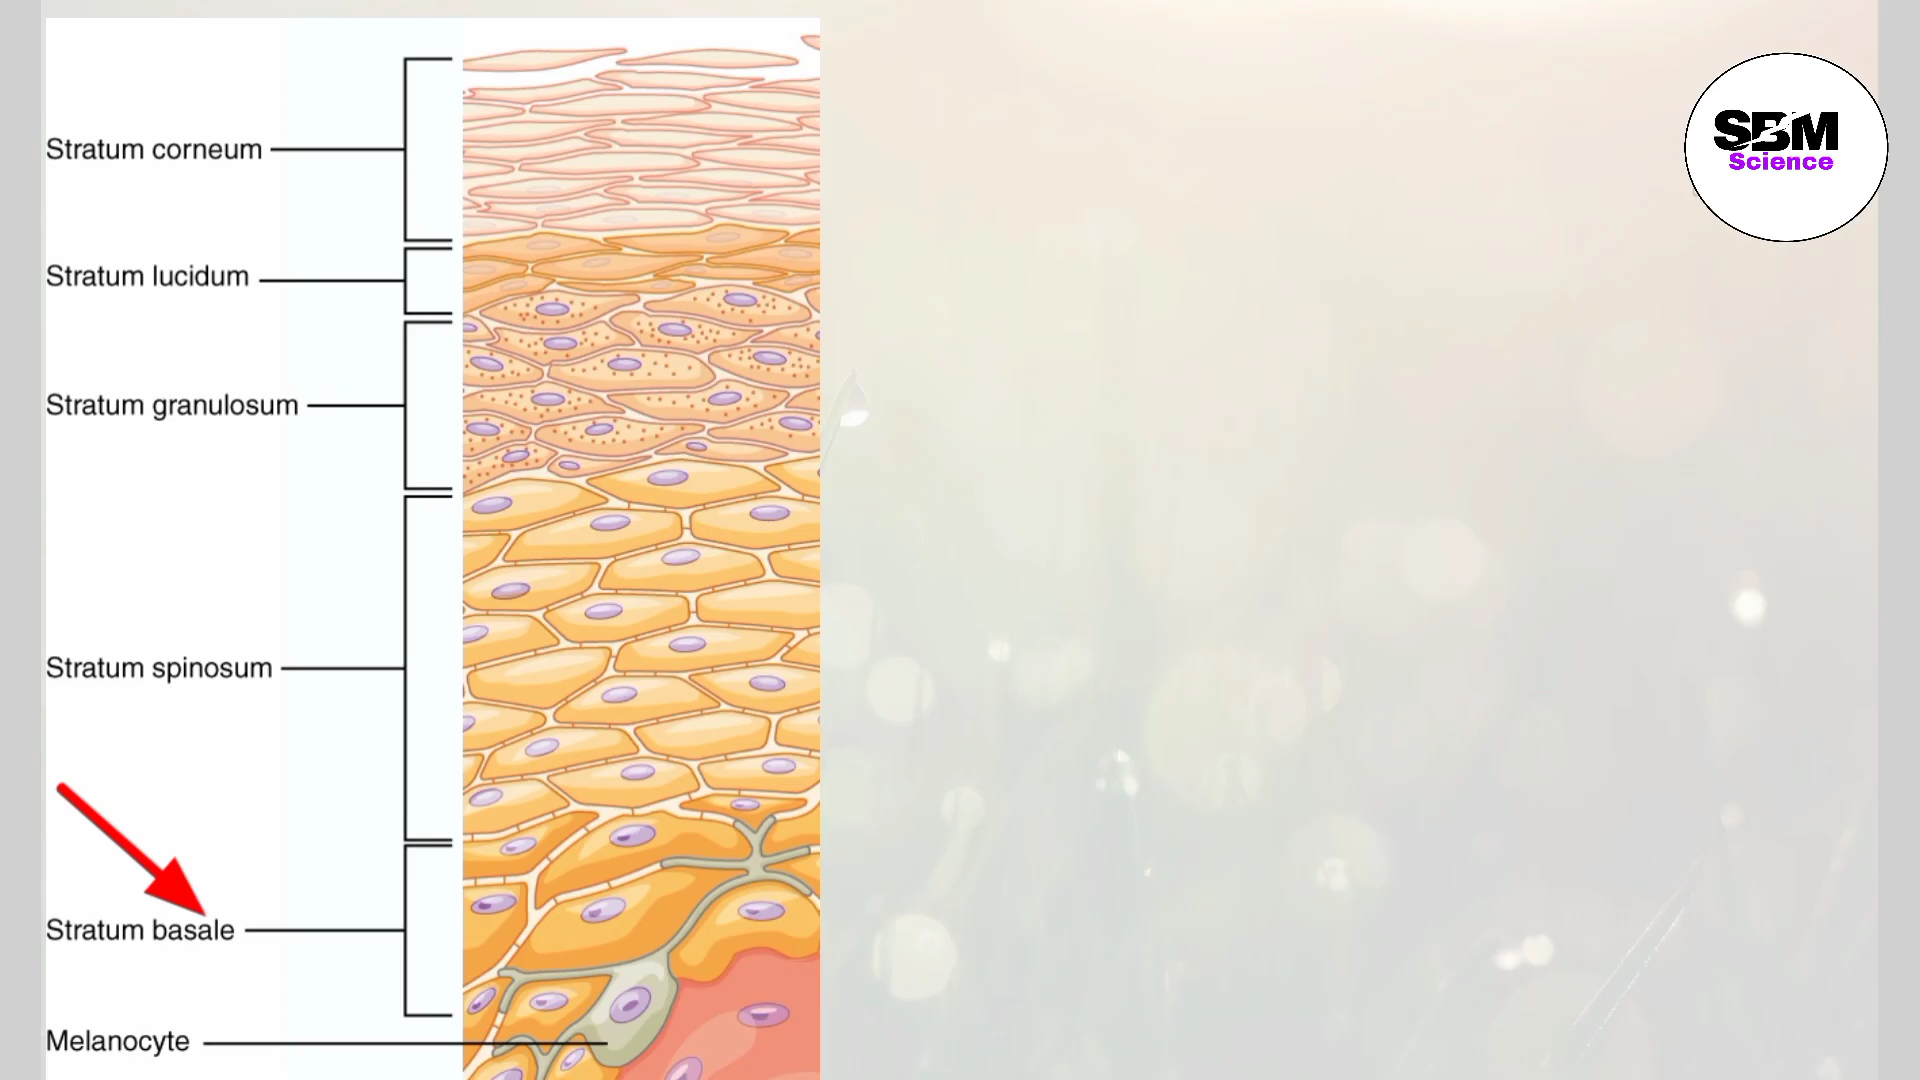 Stratum corneum
Stratum lucidum
Stratum granulosum
Stratum spinosum
Stratum basale
Melanocyte
SBM
Science